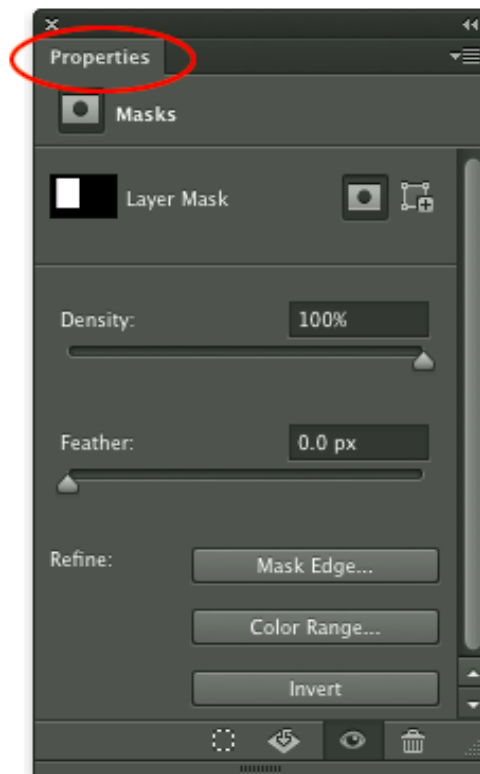 Properties
Masks
Layer Mask
Density: 100%
Feather: 0.0 px
Refine: Mask Edge...
Color Range...
Invert